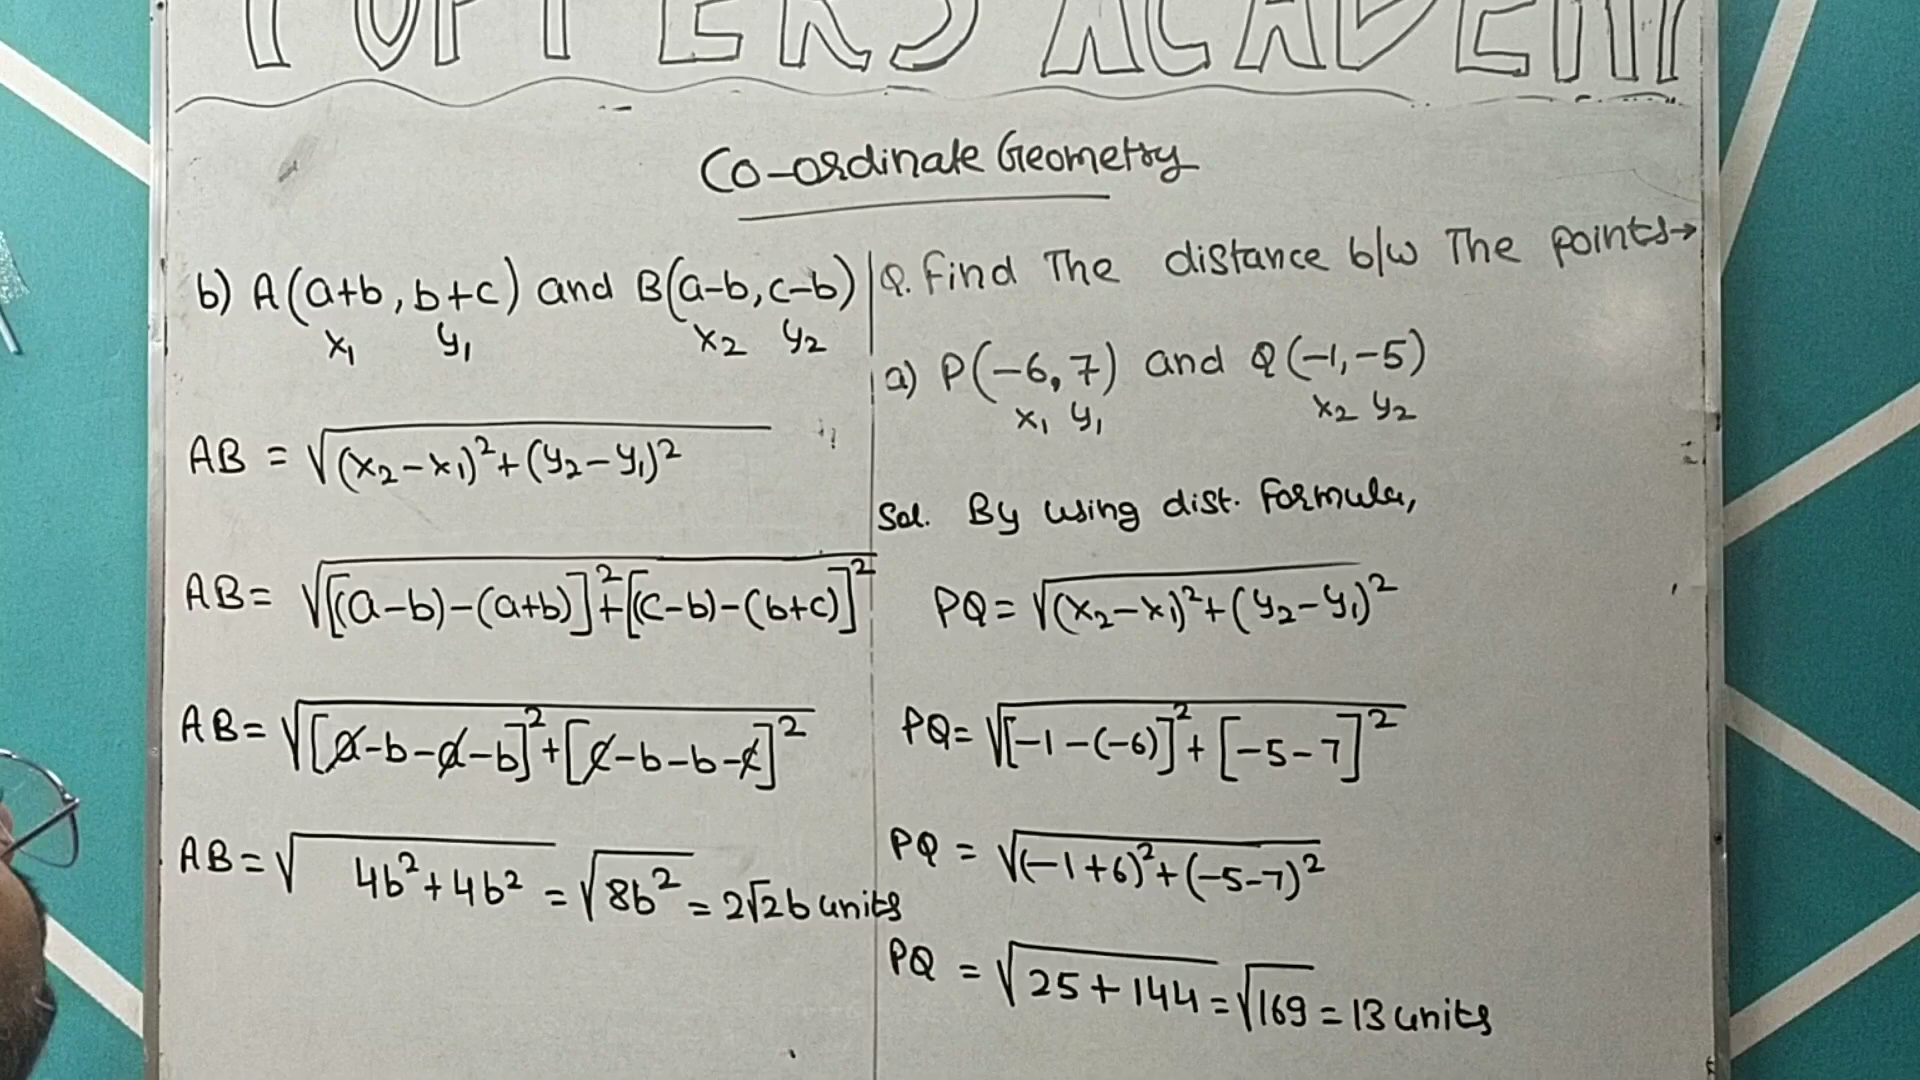 TOPPERS ACADEMY
Co-ordinate Geometry
Q. Find The distance b/w The points→
a) P(-6, 7) and Q(-1, -5)
x₁ y₁ x₂ y₂
Sol. By using dist. formula,
PQ = √(x₂-x₁)²+(y₂-y₁)²
PQ = √[-1-(-6)]²+[-5-7]²
PQ = √(-1+6)²+(-5-7)²
PQ = √25+144 = √169 = 13 units
b) A(a+b, b+c) and B(a-b, c-b)
x₁ y₁ x₂ y₂
AB = √(x₂-x₁)²+(y₂-y₁)²
AB = √[(a-b)-(a+b)]²+[(c-b)-(b+c)]²
AB = √[a-b-a-b]²+[c-b-b-c]²
AB = √4b²+4b² = √8b² = 2√2b units